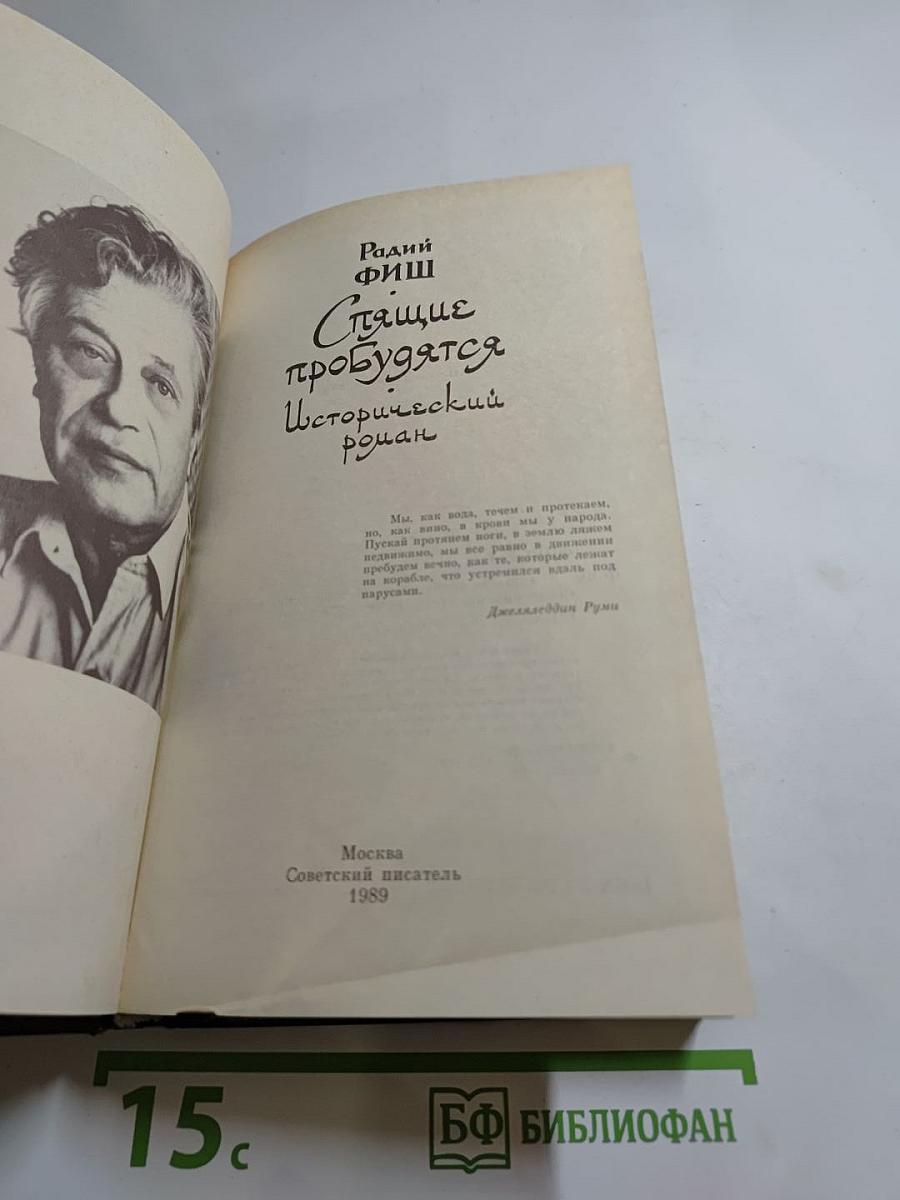 Радий
ФИШ
Спящие
пробудятся
Исторический
роман
Мы, как вода, течем и протекаем,
но, как вино, в крови мы у народа.
Пускай протянем ноги, в землю ляжем
недвижимо, мы все равно в движении
пребудем вечно, как те, которые лежат
на корабле, что устремился вдаль под
парусами.
Джеляледдин Руми
Москва
Советский писатель
1989
15 с
БФ БИБЛИОФАН